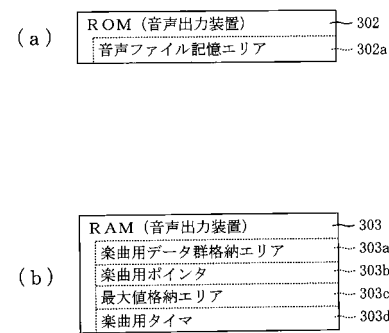 (a)
ROM（音声出力装置） 302
音声ファイル記憶エリア 302a
(b)
RAM（音声出力装置） 303
楽曲用データ群格納エリア 303a
楽曲用ポインタ 303b
最大値格納エリア 303c
楽曲用タイマ 303d